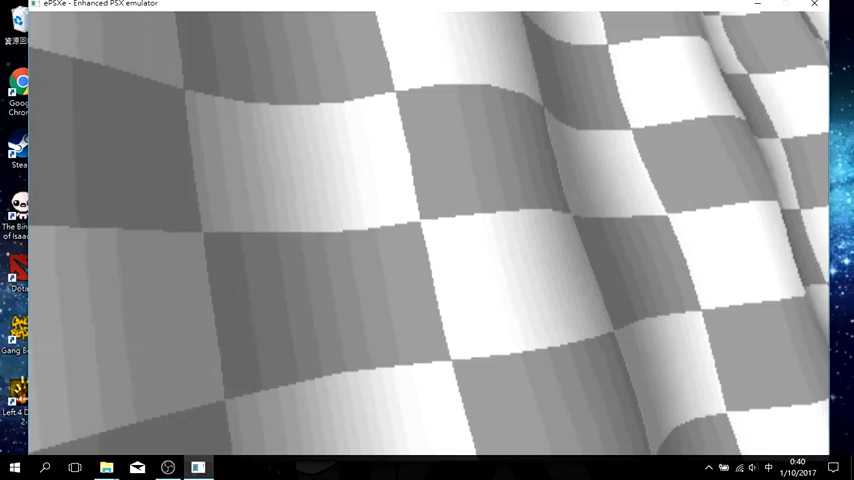 ePSXe - Enhanced PSX emulator
資源回
Goog
Chron
Stea
The Bin
of Isaac
Dota
Gang Be
Left 4 D
2
中
0:40
1/10/2017